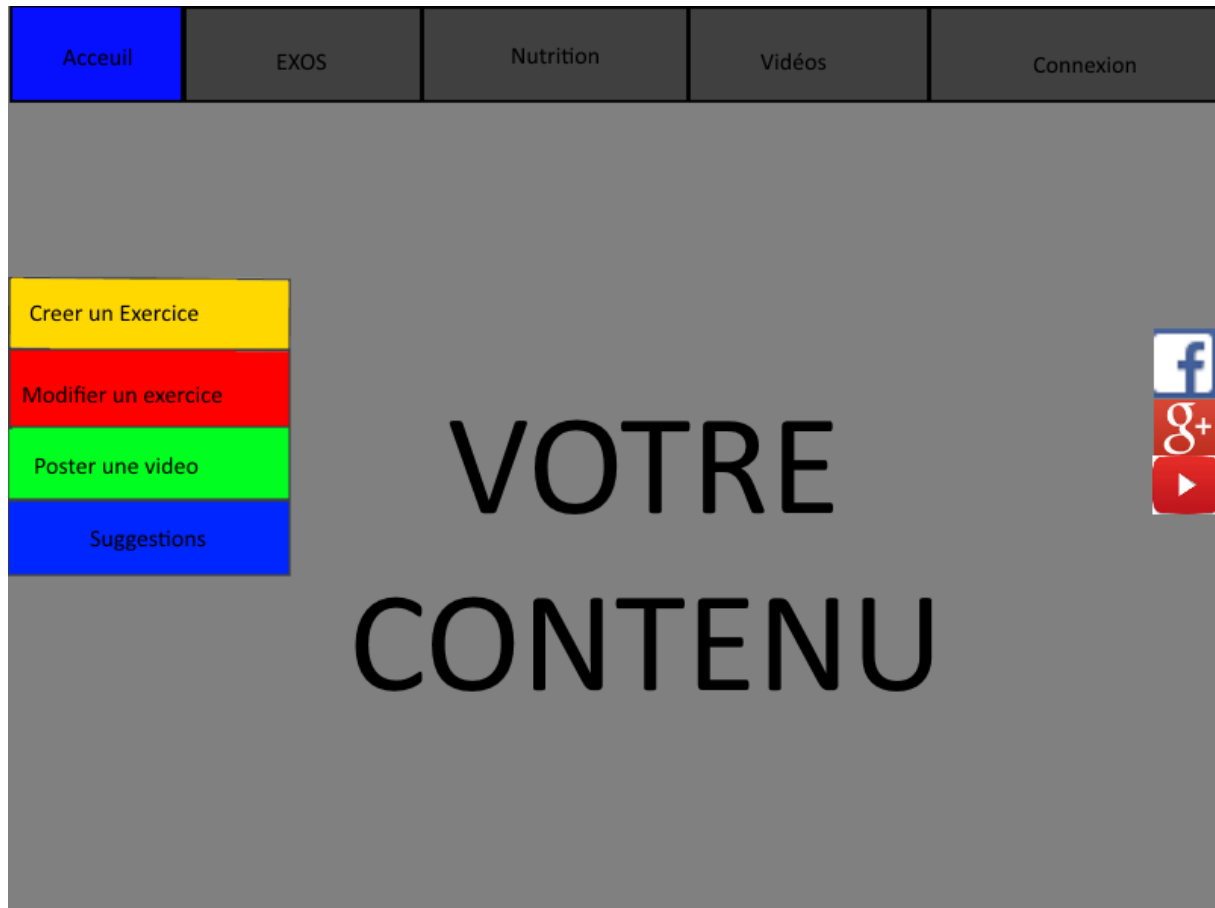 Acceuil
EXOS
Nutrition
Vidéos
Connexion
Creer un Exercice
Modifier un exercice
Poster une video
Suggestions
VOTRE
CONTENU
f
g+